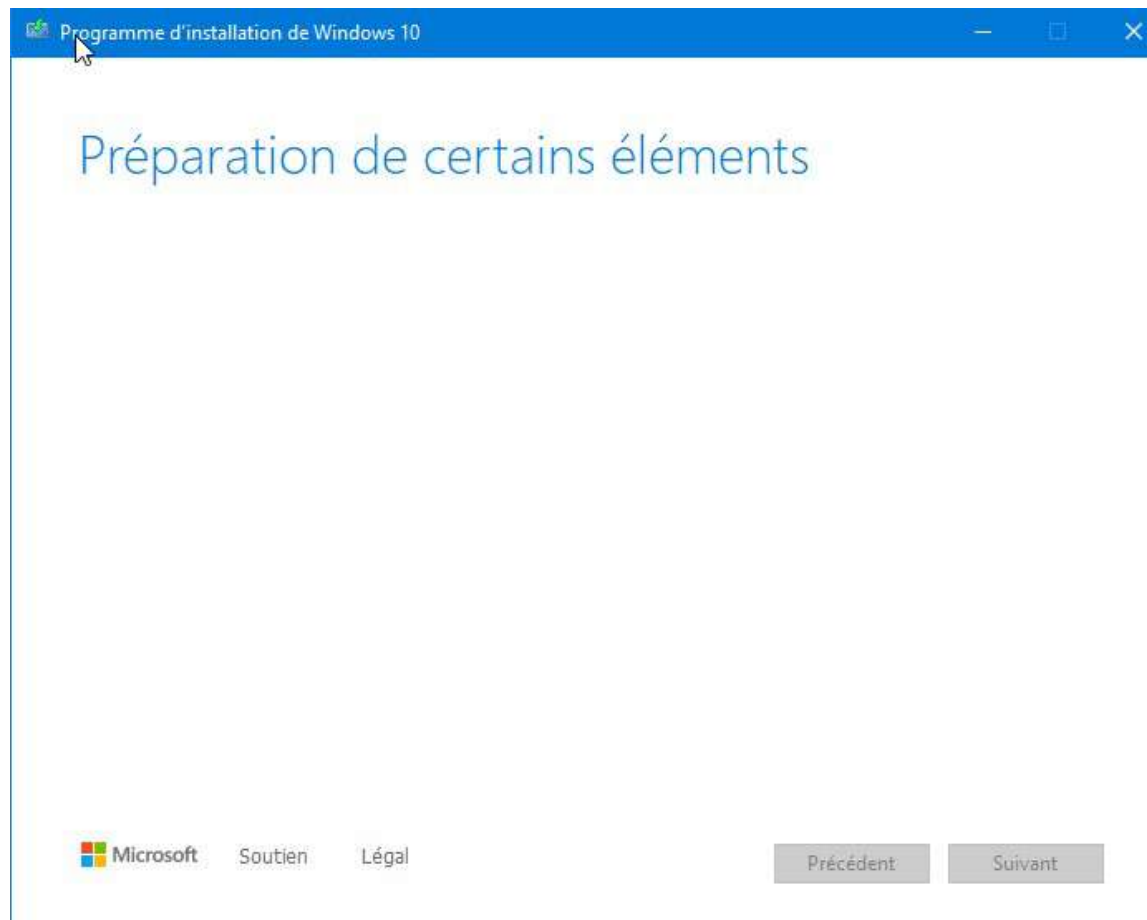 Programme d'installation de Windows 10
Préparation de certains éléments
Microsoft Soutien Légal Précédent Suivant